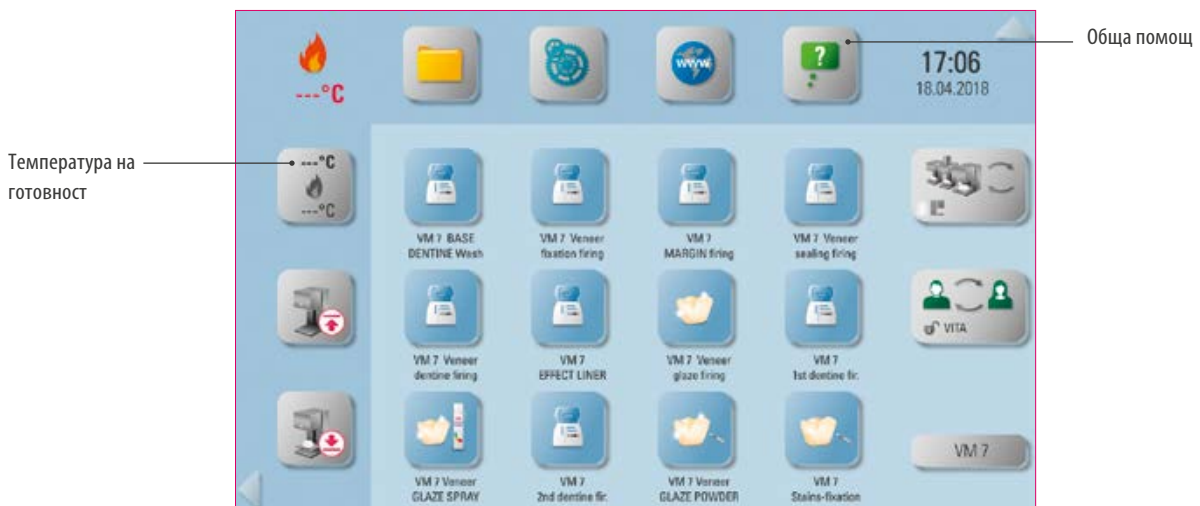 Обща помощ
www
?
17:06
18.04.2018
---°C
Температура на
готовност
---°C
---°C
VM 7 BASE
DENTINE Wash
VM 7 Veneer
fixation firing
VM 7
MARGIN firing
VM 7 Veneer
sealing firing
VM 7 Veneer
dentine firing
VM 7
EFFECT LINER
VM 7 Veneer
glaze firing
VM 7
1st dentine fir.
VITA
VM 7 Veneer
GLAZE SPRAY
VM 7
2nd dentine fir.
VM 7 Veneer
GLAZE POWDER
VM 7
Stains-fixation
VM 7